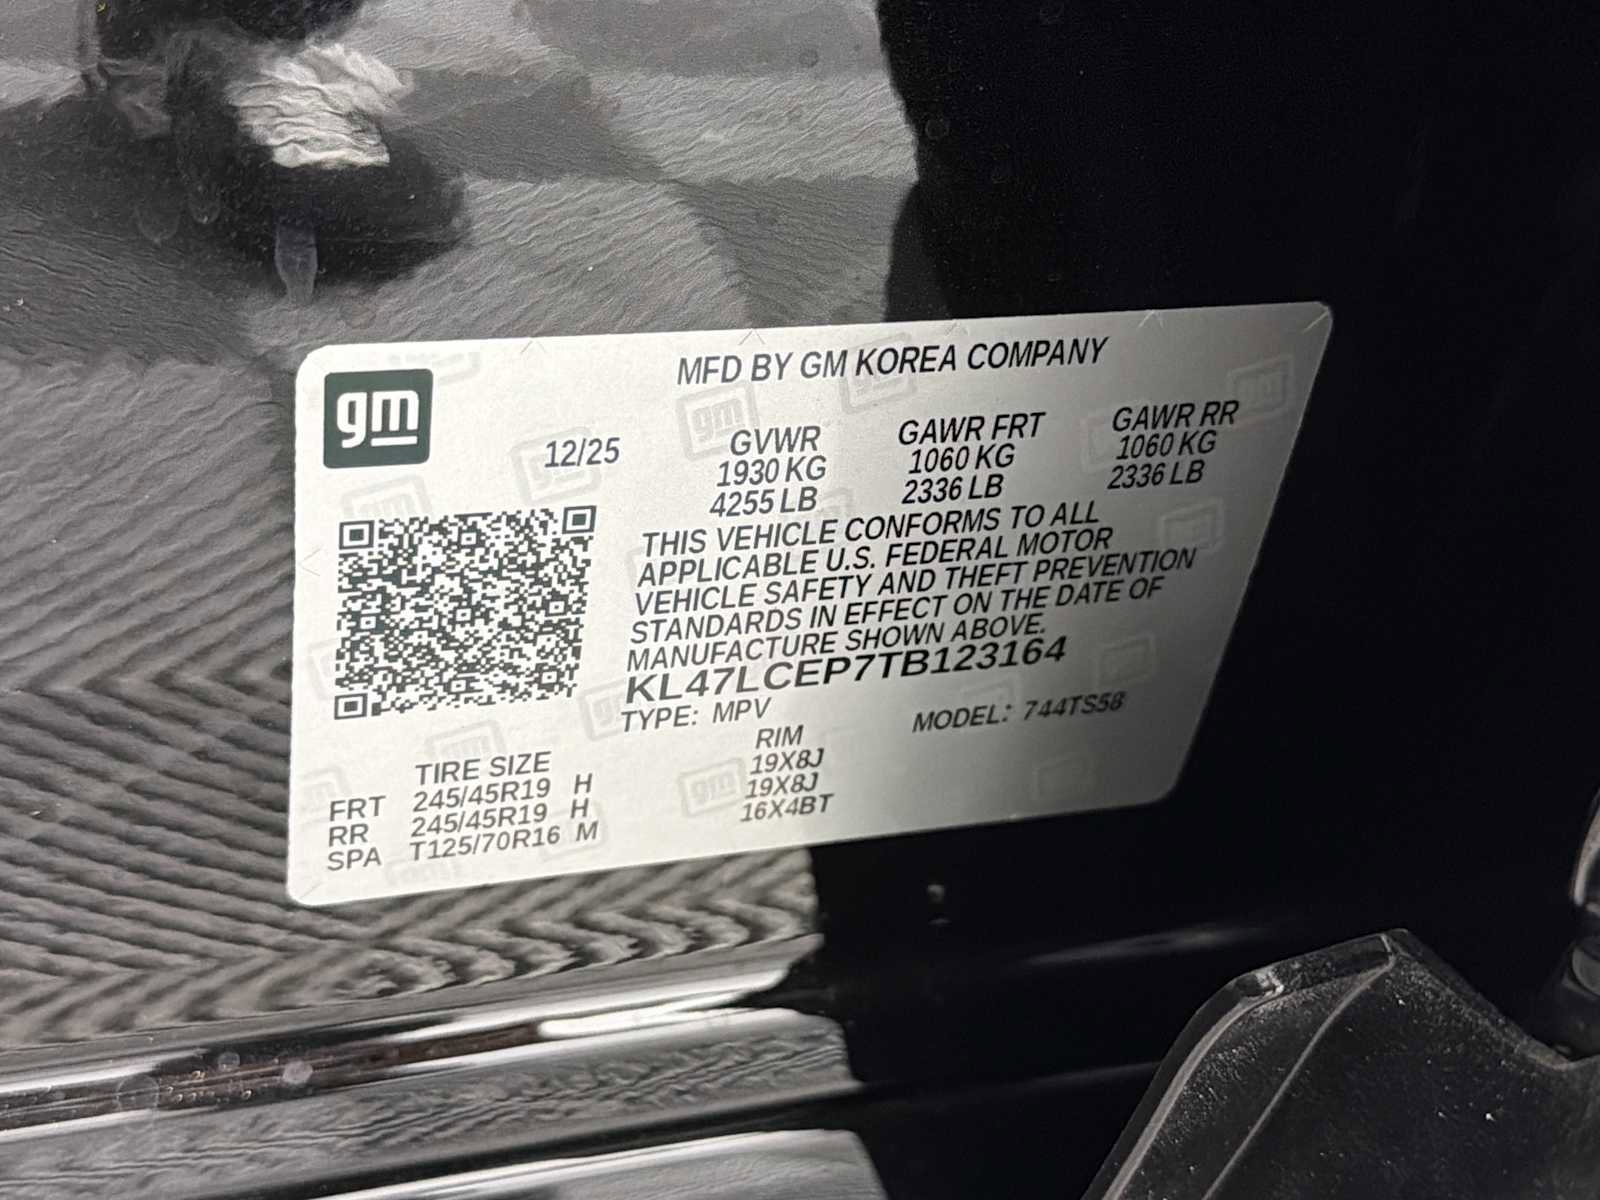 MFD BY GM KOREA COMPANY
gm
12/25
GVWR
1930 KG
4255 LB
GAWR FRT
1060 KG
2336 LB
GAWR RR
1060 KG
2336 LB
THIS VEHICLE CONFORMS TO ALL
APPLICABLE U.S. FEDERAL MOTOR
VEHICLE SAFETY AND THEFT PREVENTION
STANDARDS IN EFFECT ON THE DATE OF
MANUFACTURE SHOWN ABOVE.
KL47LCEP7TB123164
TYPE: MPV MODEL: 744TS58
TIRE SIZE RIM
FRT 245/45R19 H 19X8J
RR 245/45R19 H 19X8J
SPA T125/70R16 M 16X4BT